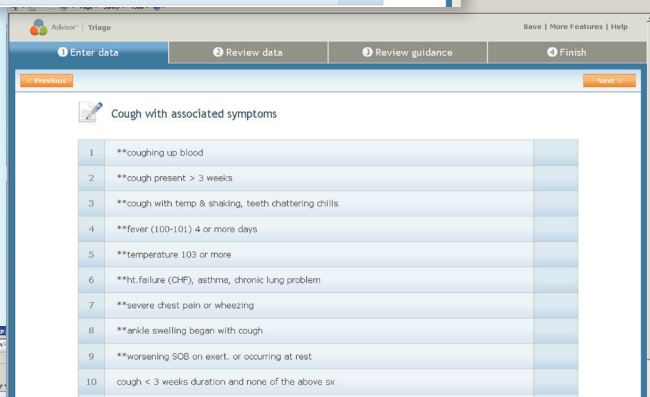 Advisor™ | Triage
Save | More Features | Help
1 Enter data
2 Review data
3 Review guidance
4 Finish
< Previous
Next >
Cough with associated symptoms
1 **coughing up blood
2 **cough present > 3 weeks
3 **cough with temp & shaking, teeth chattering chills
4 **fever (100-101) 4 or more days
5 **temperature 103 or more
6 **ht.failure (CHF), asthma, chronic lung problem
7 **severe chest pain or wheezing
8 **ankle swelling began with cough
9 **worsening SOB on exert. or occurring at rest
10 cough < 3 weeks duration and none of the above sx